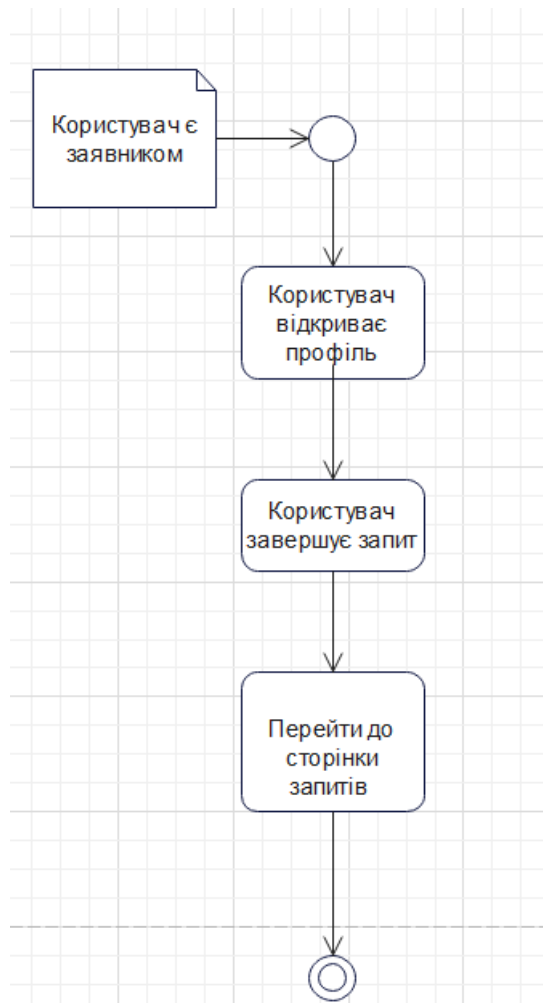 Користувач є
заявником
Користувач
відкриває
профіль
Користувач
завершує запит
Перейти до
сторінки
запитів